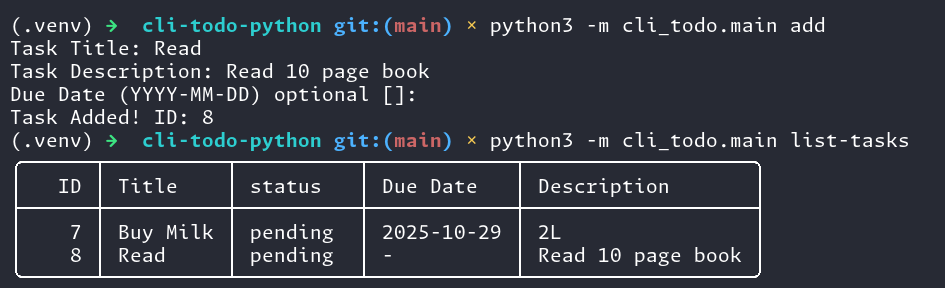 (.venv) → cli-todo-python git:(main) × python3 -m cli_todo.main add
Task Title: Read
Task Description: Read 10 page book
Due Date (YYYY-MM-DD) optional []:
Task Added! ID: 8
(.venv) → cli-todo-python git:(main) × python3 -m cli_todo.main list-tasks
ID Title status Due Date Description
7 Buy Milk pending 2025-10-29 2L
8 Read pending - Read 10 page book